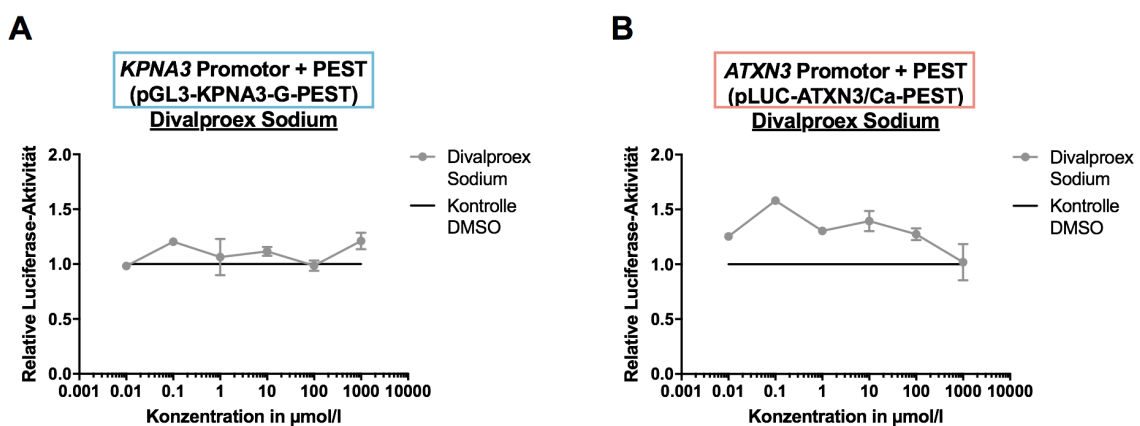 A
KPNA3 Promotor + PEST
(pGL3-KPNA3-G-PEST)
Divalproex Sodium
Relative Luciferase-Aktivität
2.0
1.5
1.0
0.5
0.0
0.001 0.01 0.1 1 10 100 1000 10000
Konzentration in µmol/l
Divalproex
Sodium
Kontrolle
DMSO
B
ATXN3 Promotor + PEST
(pLUC-ATXN3/Ca-PEST)
Divalproex Sodium
Relative Luciferase-Aktivität
2.0
1.5
1.0
0.5
0.0
0.001 0.01 0.1 1 10 100 1000 10000
Konzentration in µmol/l
Divalproex
Sodium
Kontrolle
DMSO